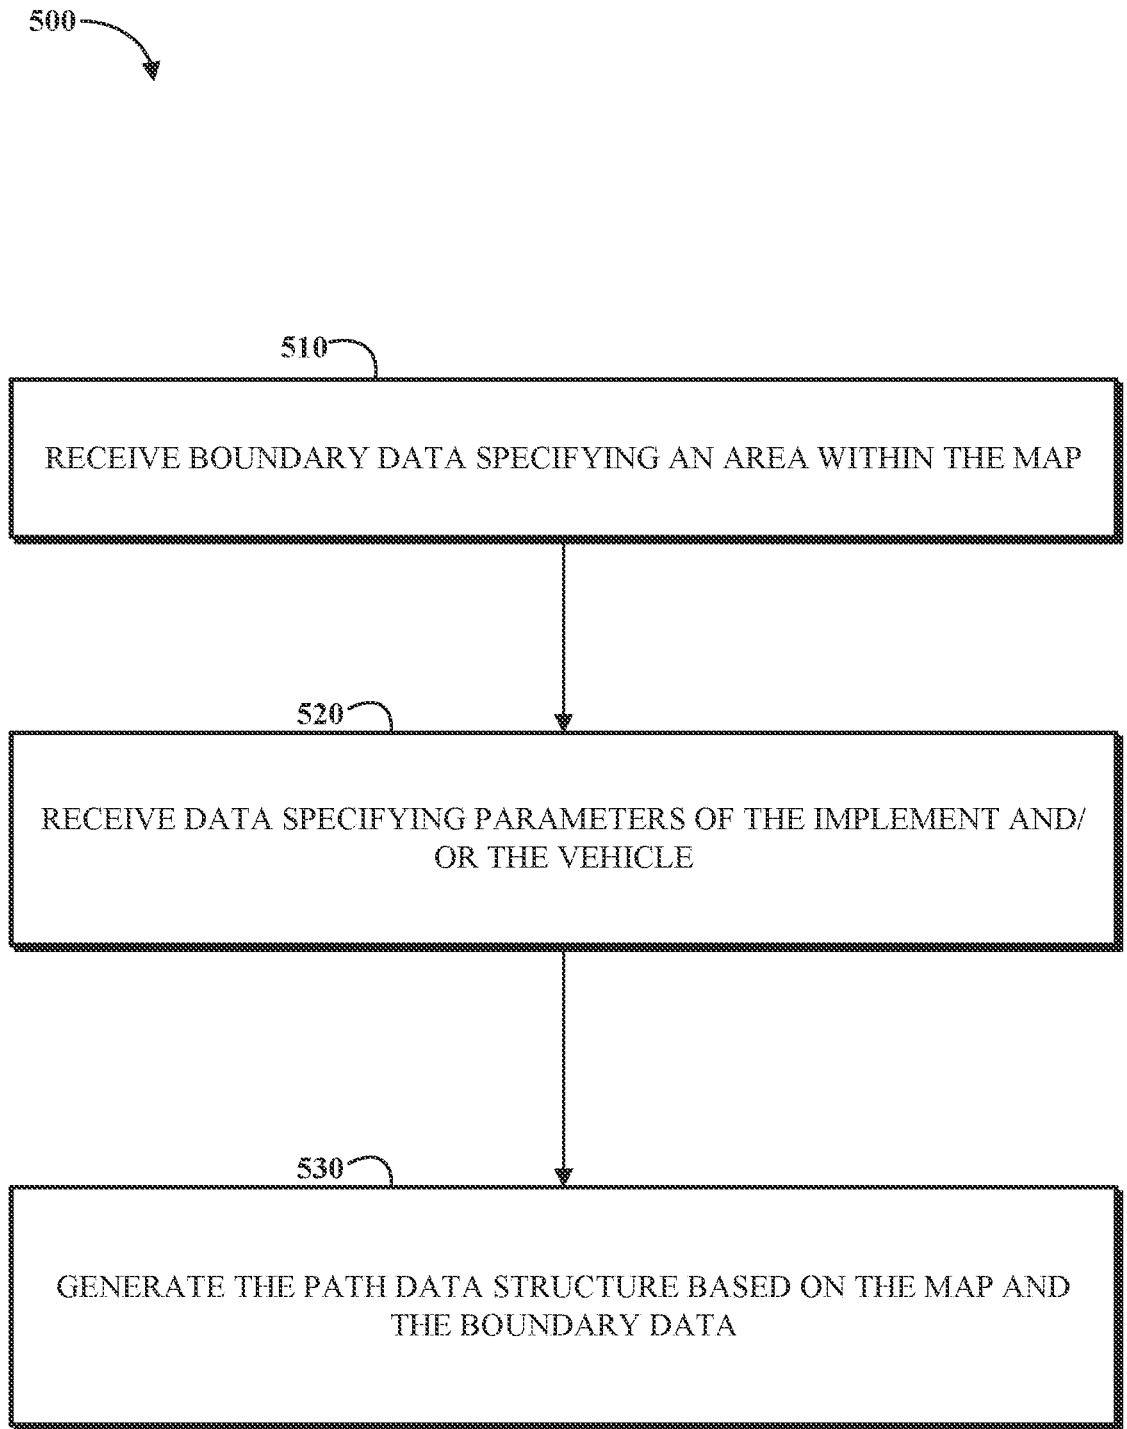 500
510
RECEIVE BOUNDARY DATA SPECIFYING AN AREA WITHIN THE MAP
520
RECEIVE DATA SPECIFYING PARAMETERS OF THE IMPLEMENT AND/
OR THE VEHICLE
530
GENERATE THE PATH DATA STRUCTURE BASED ON THE MAP AND
THE BOUNDARY DATA